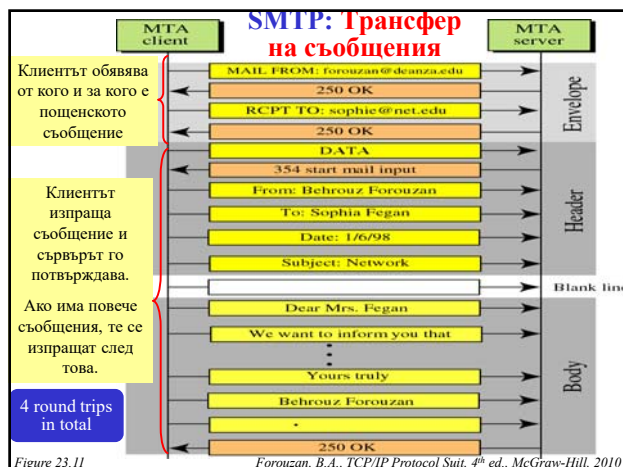 SMTP: Трансфер
на съобщения
MTA
client
MTA
server
Клиентът обявява
от кого и за кого е
пощенското
съобщение
MAIL FROM: forouzan@deanza.edu
250 OK
RCPT TO: sophie@net.edu
250 OK
Envelope
DATA
354 start mail input
From: Behrouz Forouzan
To: Sophia Fegan
Date: 1/6/98
Subject: Network
Header
Клиентът
изпраща
съобщение и
сървърът го
потвърждава.
Ако има повече
съобщения, те се
изпращат след
това.
Blank line
Dear Mrs. Fegan
We want to inform you that
Yours truly
Behrouz Forouzan
.
250 OK
Body
4 round trips
in total
Figure 23.11
Forouzan, B.A., TCP/IP Protocol Suit, 4th ed., McGraw-Hill, 2010